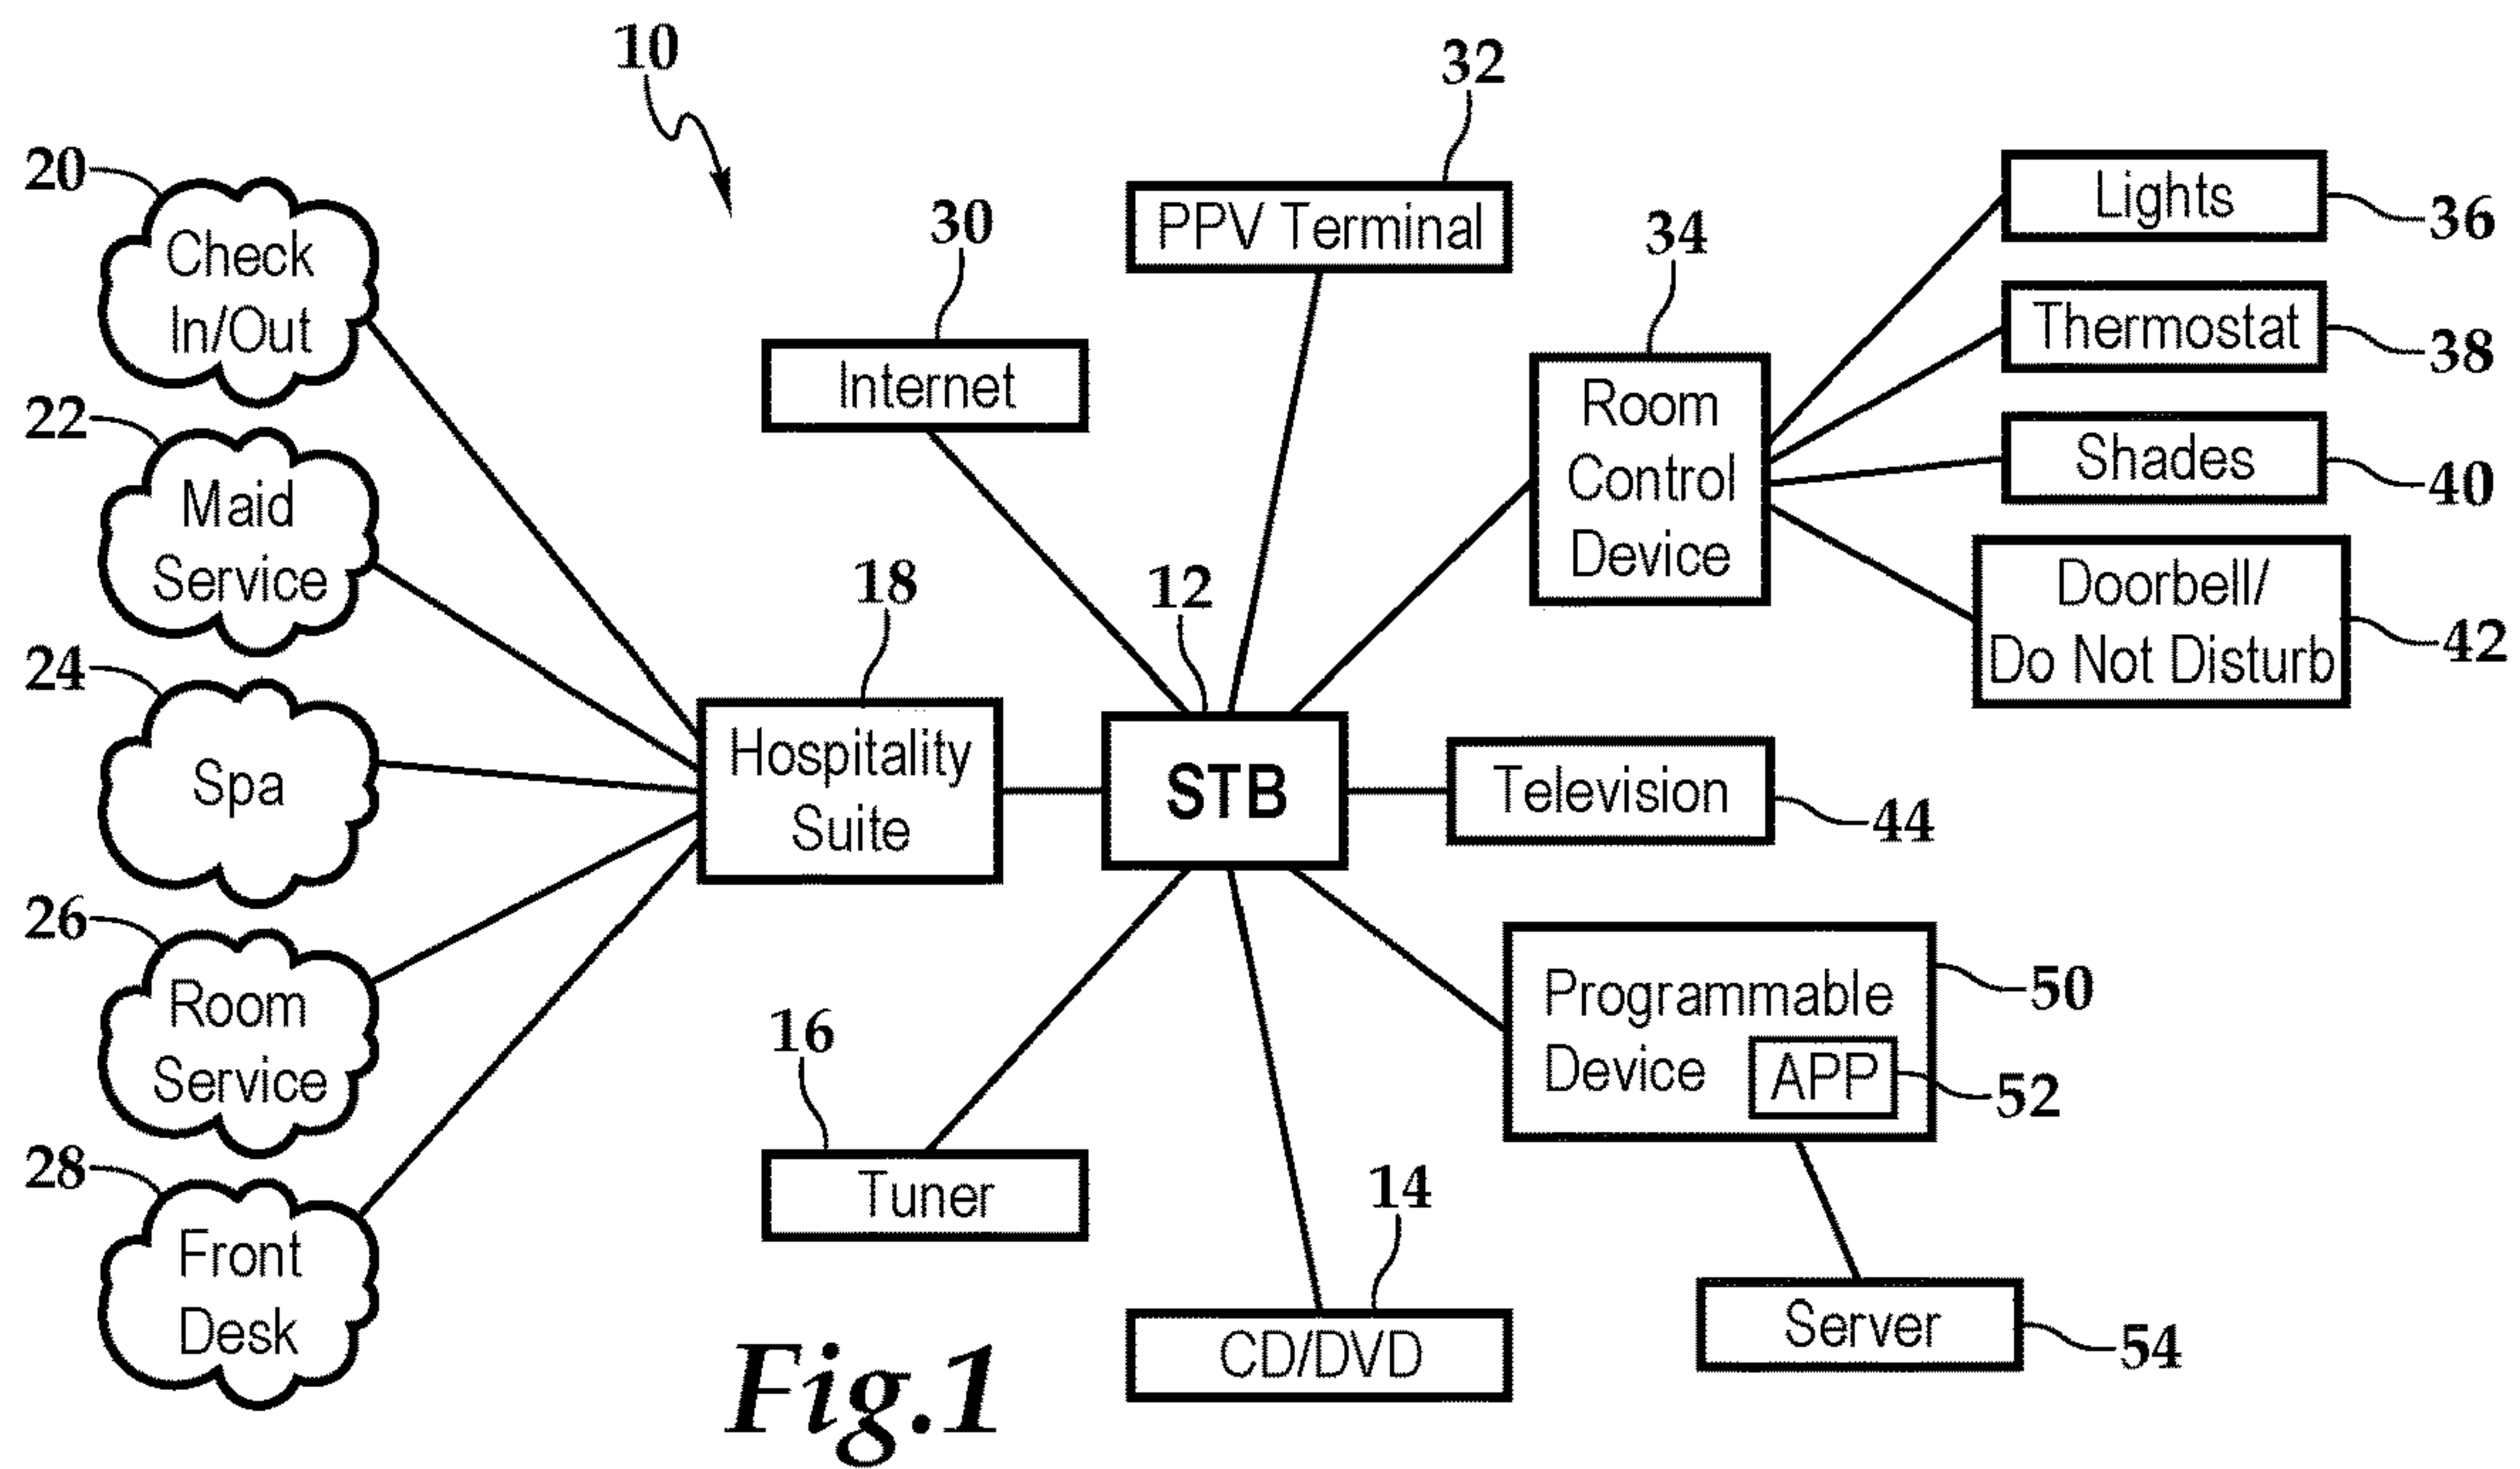 10
32
20
Check
In/Out
30
PPV Terminal
34
Lights
36
Internet
Room
Control
Device
Thermostat
38
22
Maid
Service
Shades
40
18
12
Doorbell/
Do Not Disturb
42
24
Spa
Hospitality
Suite
STB
Television
44
26
Room
Service
16
Programmable
Device
APP
50
52
28
Front
Desk
Tuner
14
CD/DVD
Server
54
Fig.1